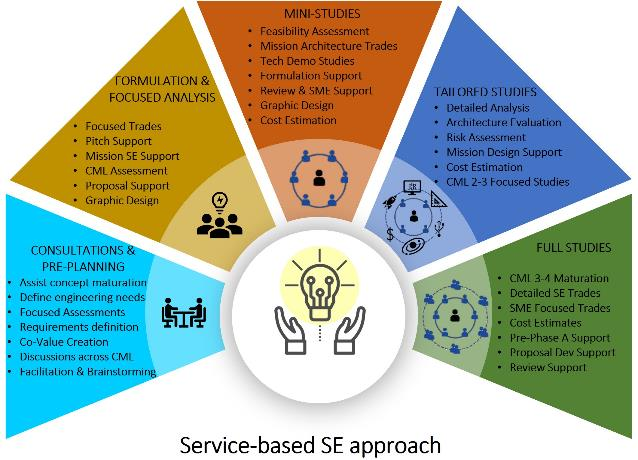 CONSULTATIONS &
PRE-PLANNING
• Assist concept maturation
• Define engineering needs
• Focused Assessments
• Requirements definition
• Co-Value Creation
• Discussions across CML
• Facilitation & Brainstorming
FORMULATION &
FOCUSED ANALYSIS
• Focused Trades
• Pitch Support
• Mission SE Support
• CML Assessment
• Proposal Support
• Graphic Design
MINI-STUDIES
• Feasibility Assessment
• Mission Architecture Trades
• Tech Demo Studies
• Formulation Support
• Review & SME Support
• Graphic Design
• Cost Estimation
TAILORED STUDIES
• Detailed Analysis
• Architecture Evaluation
• Risk Assessment
• Mission Design Support
• Cost Estimation
• CML 2-3 Focused Studies
$
FULL STUDIES
• CML 3-4 Maturation
• Detailed SE Trades
• SME Focused Trades
• Cost Estimates
• Pre-Phase A Support
• Proposal Dev Support
• Review Support
Service-based SE approach